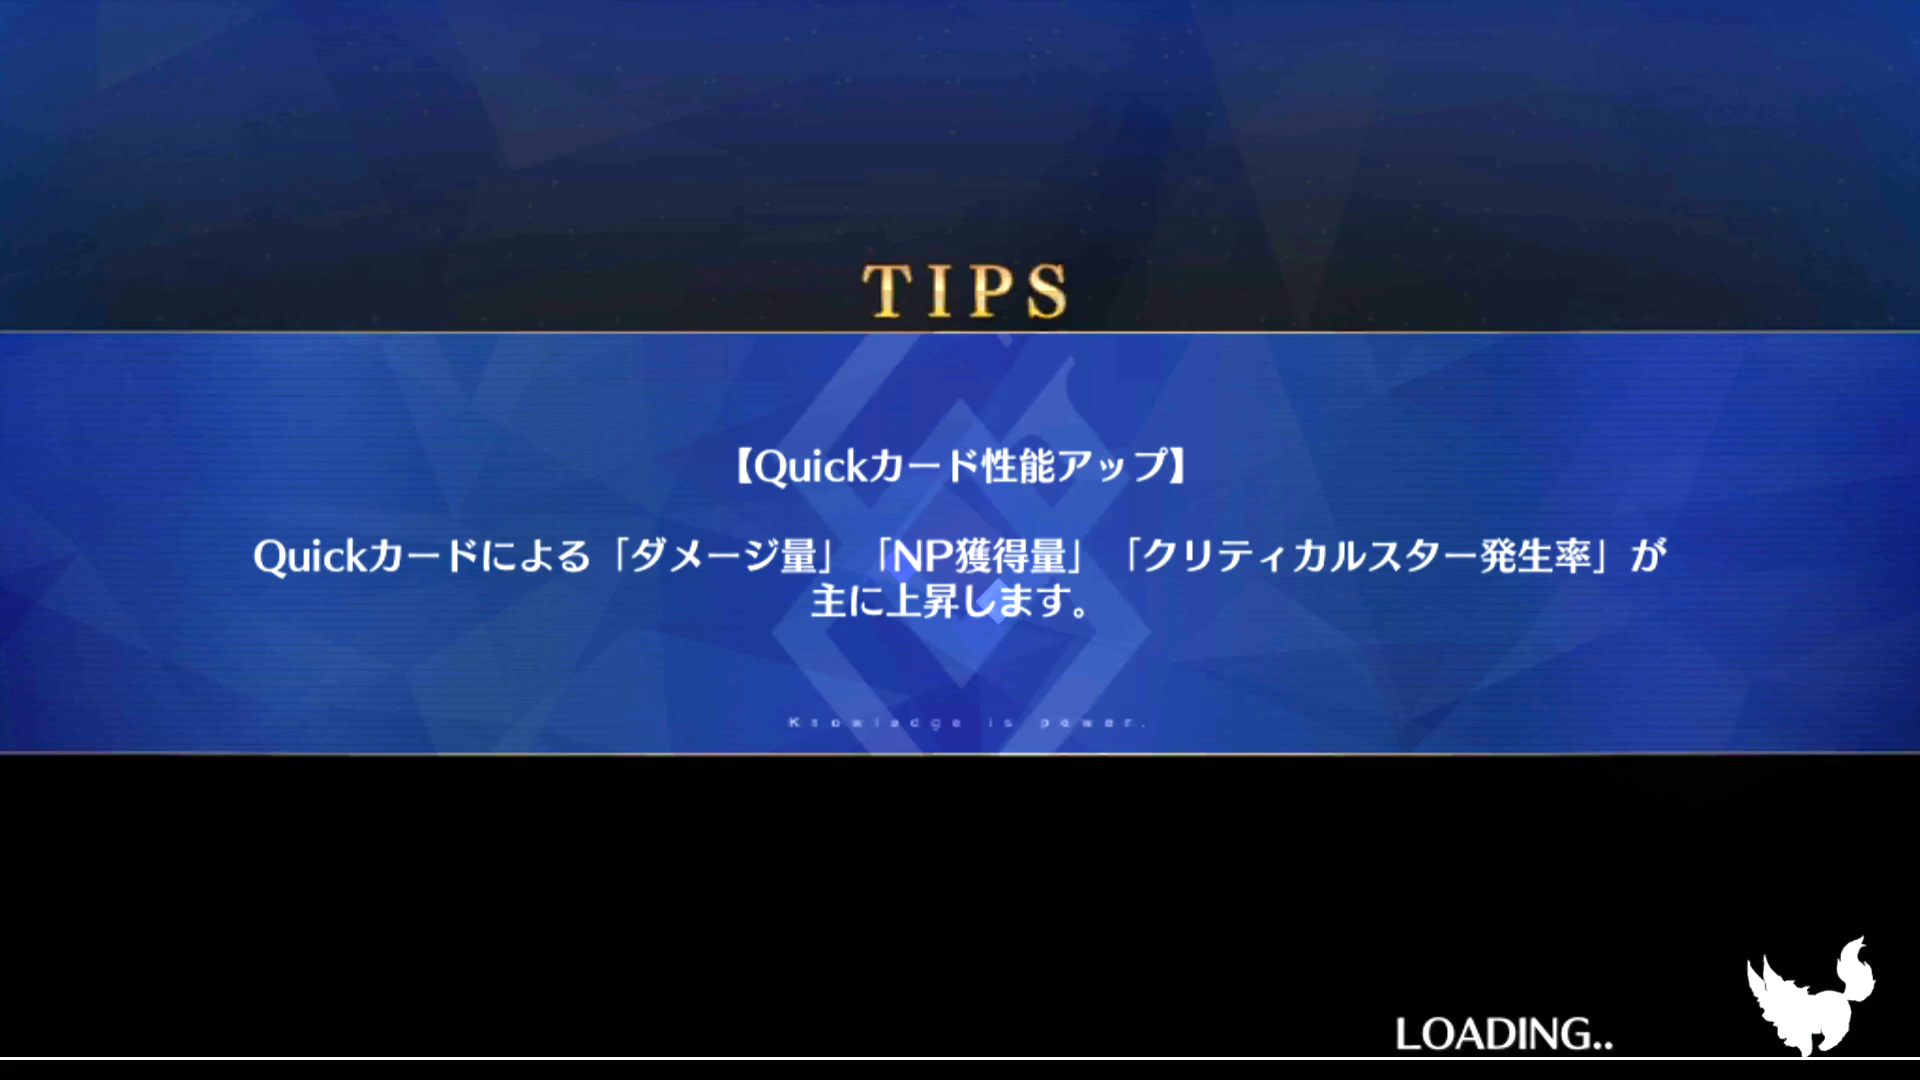 TIPS
【Quickカード性能アップ】
Quickカードによる「ダメージ量」「NP獲得量」「クリティカルスター発生率」が
主に上昇します。
Knowledge is power.
LOADING..